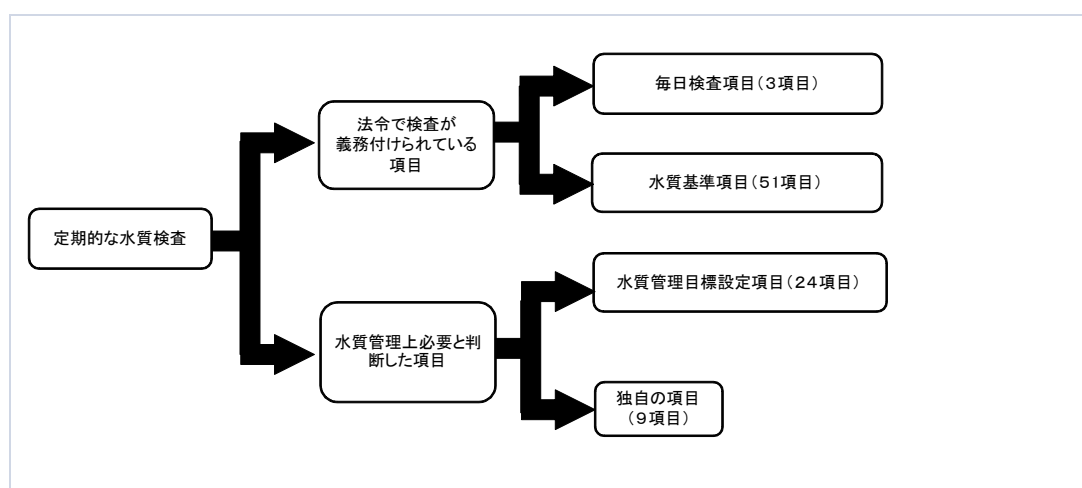 定期的な水質検査
法令で検査が
義務付けられている
項目
毎日検査項目(3項目)
水質基準項目(51項目)
水質管理上必要と判
断した項目
水質管理目標設定項目(24項目)
独自の項目
(9項目)